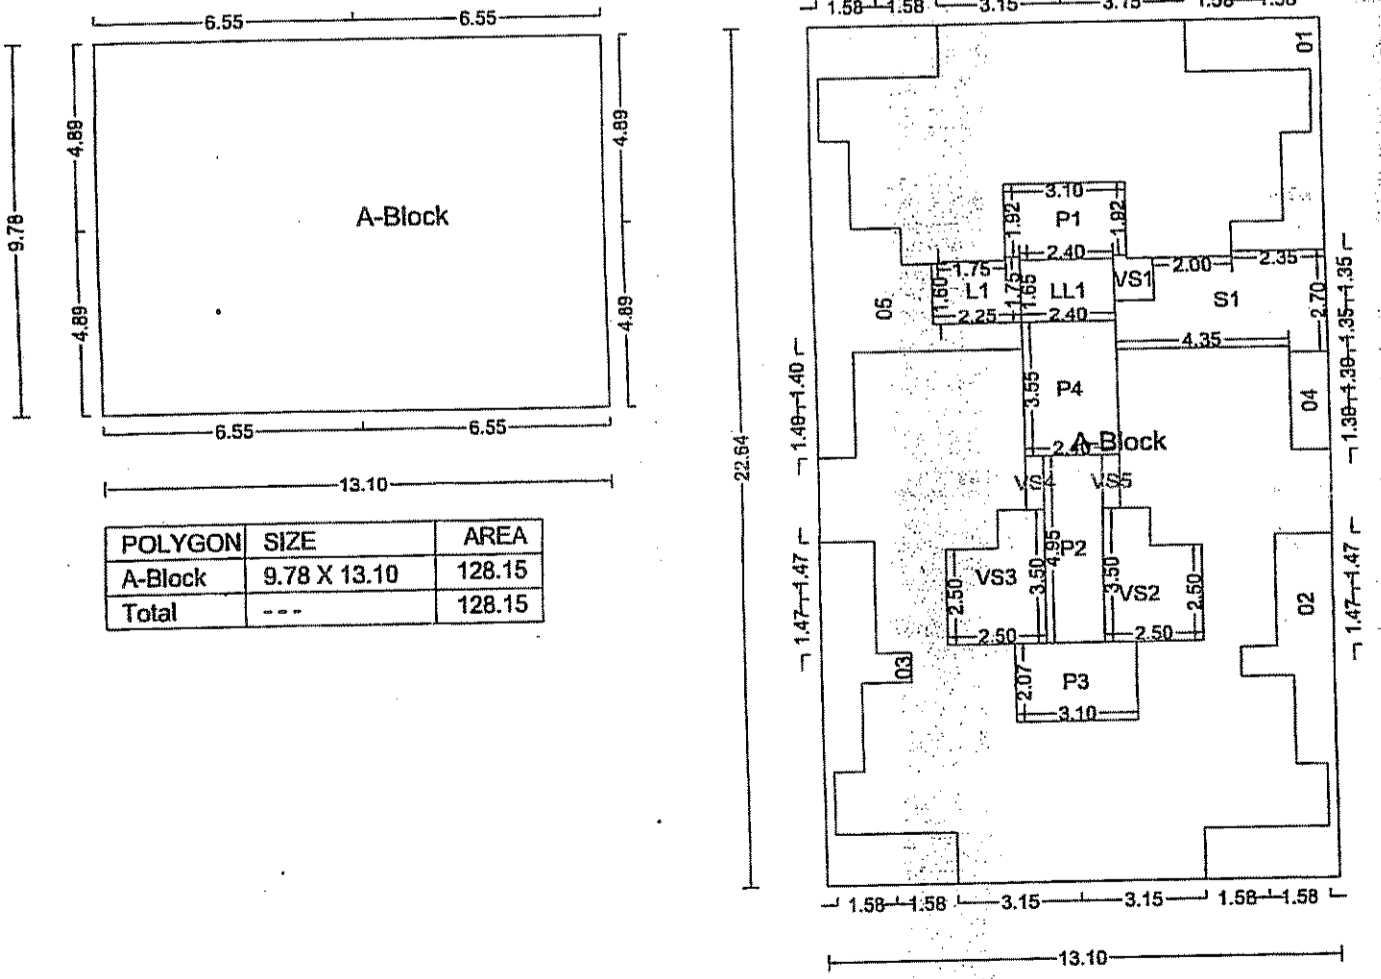 6.55 6.55
9.78
4.89 4.89
A-Block
4.89 4.89
6.55 6.55
13.10
POLYGON SIZE AREA
A-Block 9.78 X 13.10 128.15
Total --- 128.15
1.58 1.58 3.15 3.15 1.58 1.58
01
22.64
3.10
1.92 P1 1.92
2.40
1.75 VS1 2.00 2.35
05 1.60 L1 1.75 1.65 LL1 S1 2.70 1.35 1.35
2.25 2.40
4.35
1.40 1.40 3.55 P4 04 1.39 1.39
2.40 A-Block
VS4 VS5
VS3 2.50 3.50 4.95 P2 3.50 VS2 2.50 02
1.47 1.47 1.47 1.47
2.50 2.50
03 2.07 P3
3.10
1.58 1.58 3.15 3.15 1.58 1.58
13.10